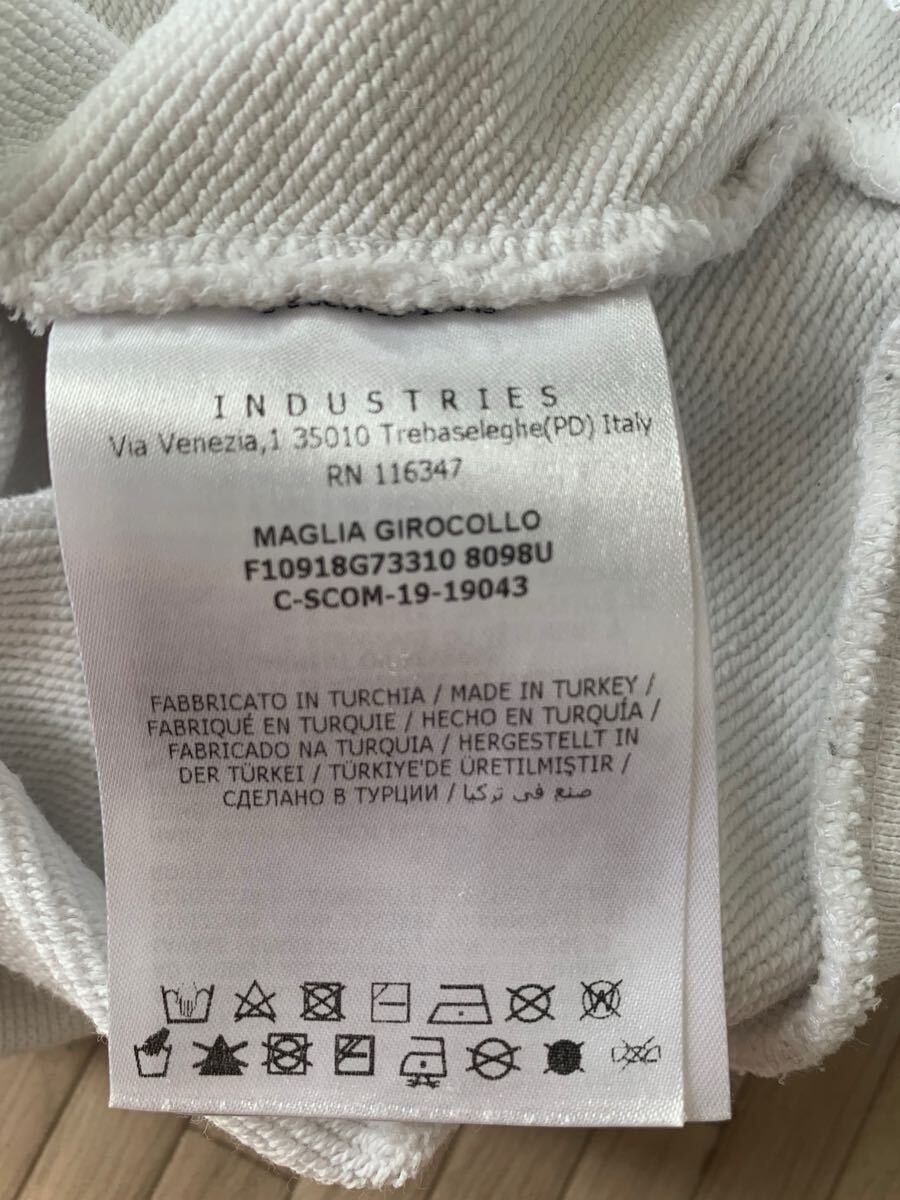 I N D U S T R I E S
Via Venezia,1 35010 Trebaseleghe(PD) Italy
RN 116347
MAGLIA GIROCOLLO
F10918G73310 8098U
C-SCOM-19-19043
FABBRICATO IN TURCHIA / MADE IN TURKEY /
FABRIQUÉ EN TURQUIE / HECHO EN TURQUÍA /
FABRICADO NA TURQUIA / HERGESTELLT IN
DER TÜRKEI / TÜRKIYE'DE ÜRETILMIŞTIR /
СДЕЛАНО В ТУРЦИИ / صنع في تركيا
W